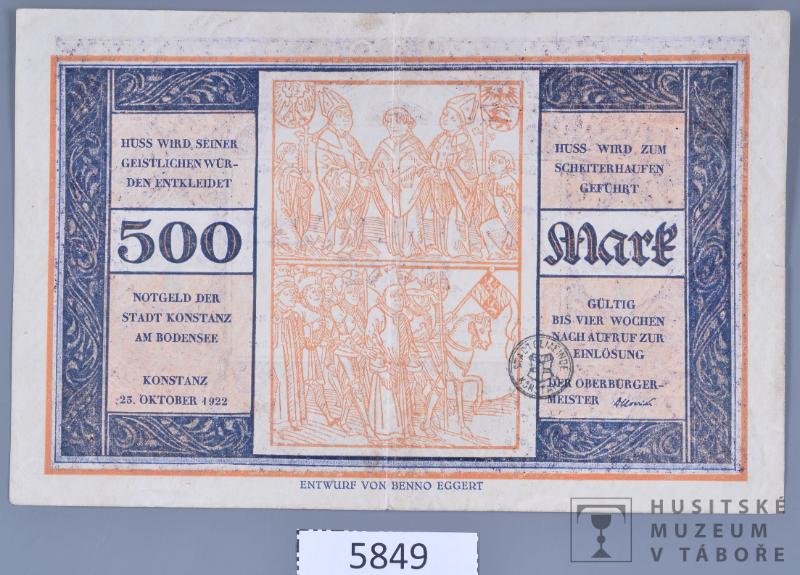 HUSS WIRD SEINER
GEISTLICHEN WÜR-
DEN ENTKLEIDET
500
NOTGELD DER
STADT KONSTANZ
AM BODENSEE
KONSTANZ
25. OKTOBER 1922
HUSS WIRD ZUM
SCHEITERHAUFEN
GEFÜHRT
Mark
GÜLTIG
BIS VIER WOCHEN
NACH AUFRUF ZUR
EINLÖSUNG
DER OBERBÜRGER-
MEISTER
STADTGEMEINDE
ENTWURF VON BENNO EGGERT
5849
HUSITSKÉ
MUZEUM
V TÁBOŘE